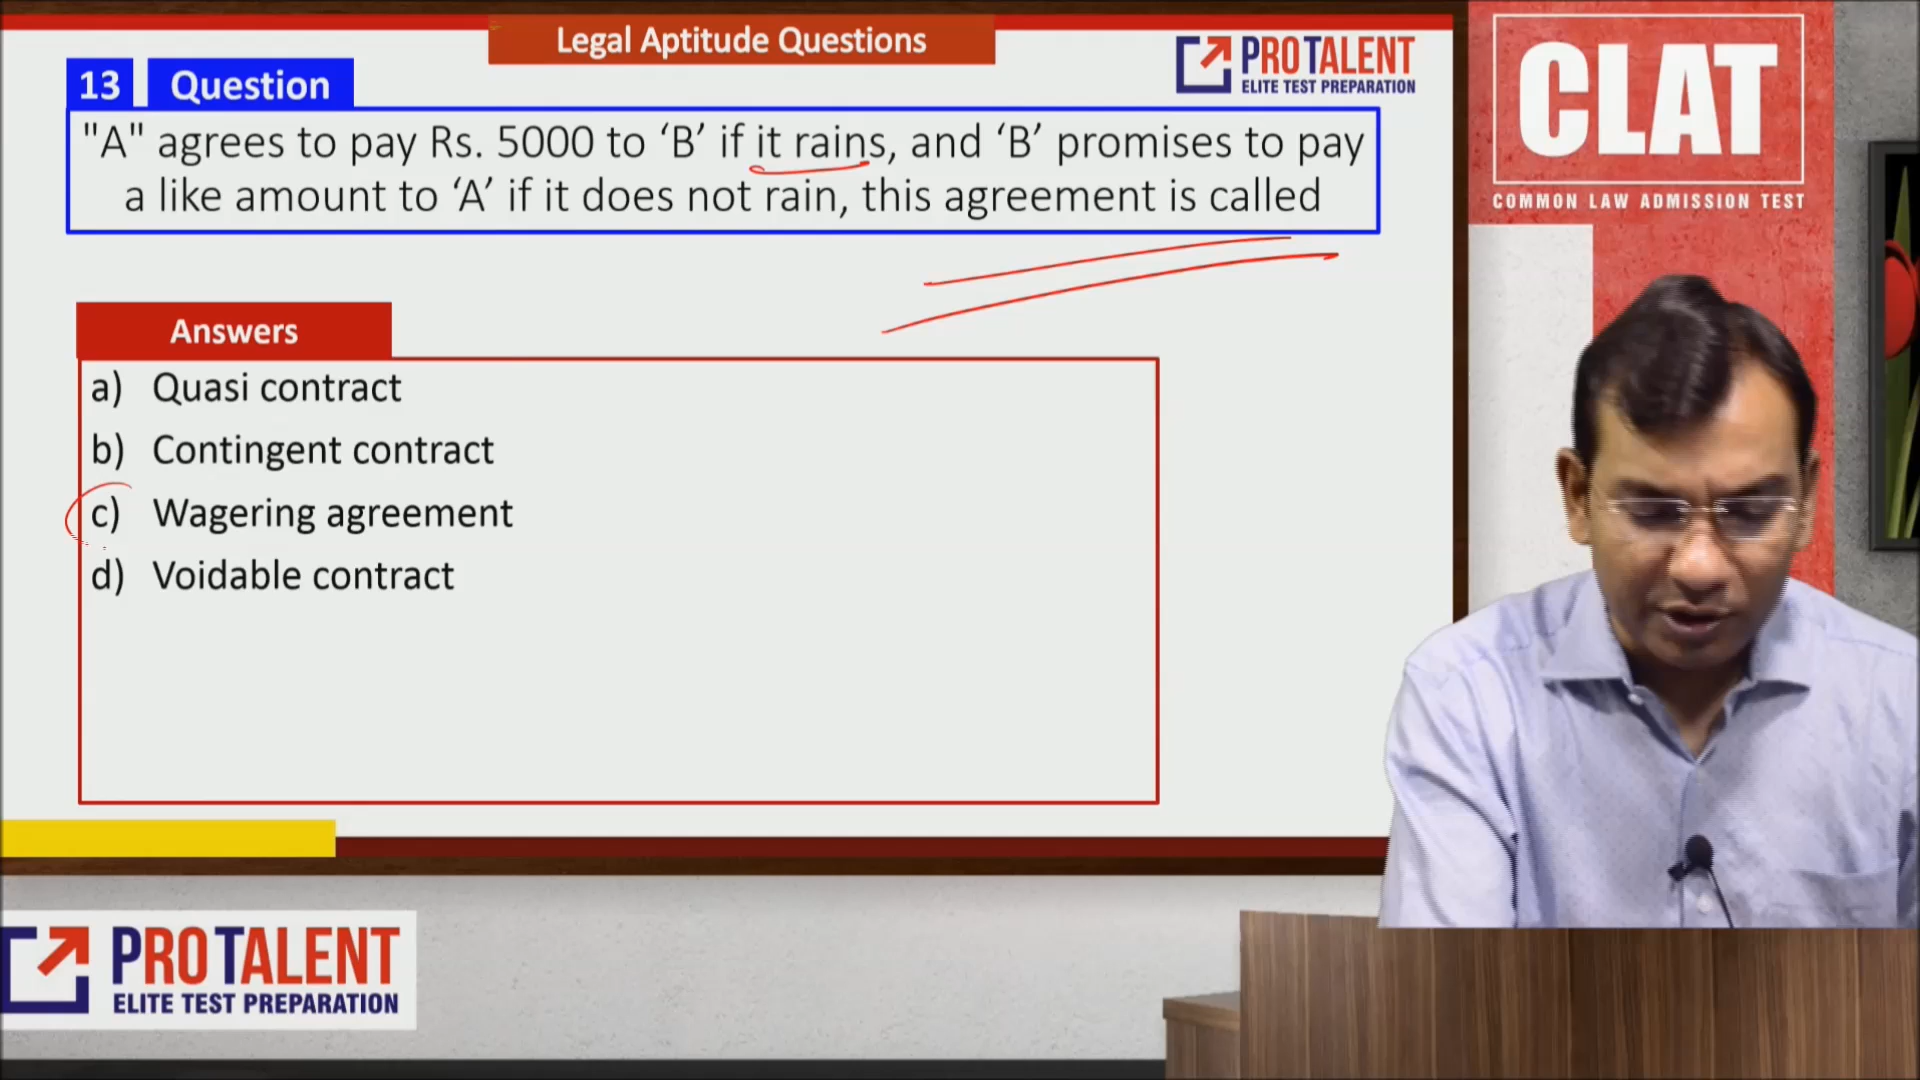 Legal Aptitude Questions
PROTALENT
ELITE TEST PREPARATION
13 Question
"A" agrees to pay Rs. 5000 to ‘B’ if it rains, and ‘B’ promises to pay
a like amount to ‘A’ if it does not rain, this agreement is called
Answers
a) Quasi contract
b) Contingent contract
c) Wagering agreement
d) Voidable contract
CLAT
COMMON LAW ADMISSION TEST
PROTALENT
ELITE TEST PREPARATION